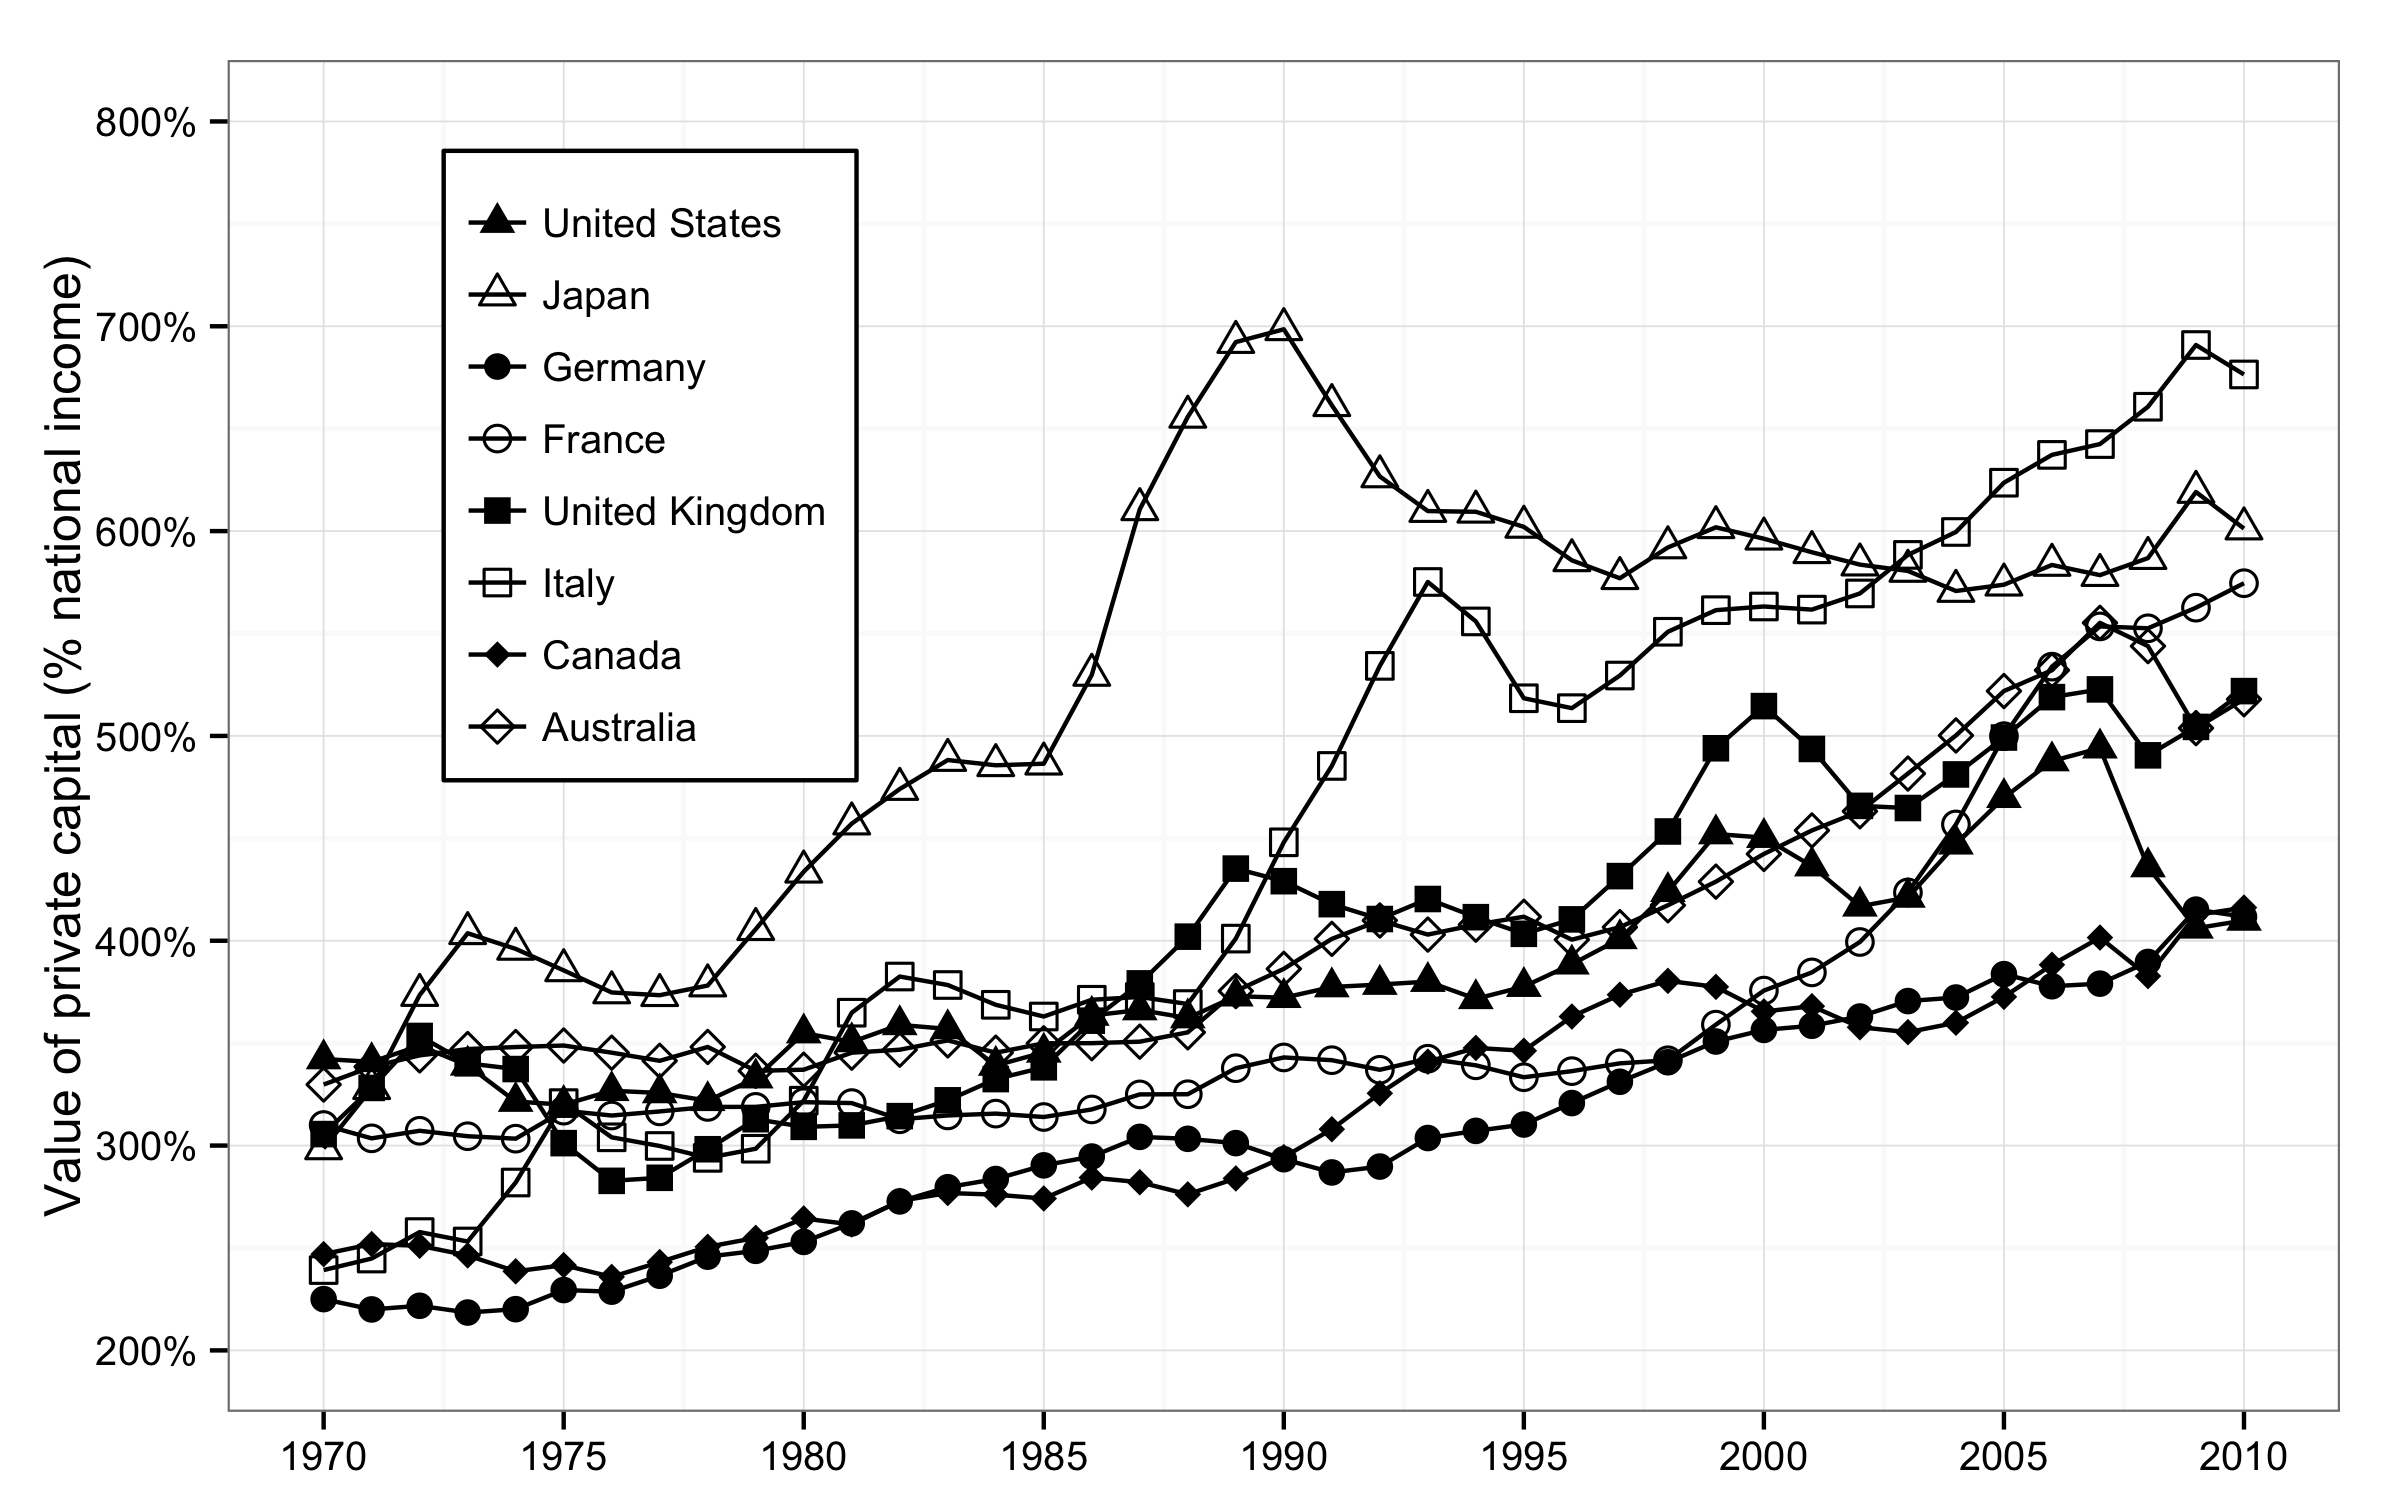 Value of private capital (% national income)
800%
700%
600%
500%
400%
300%
200%
United States
Japan
Germany
France
United Kingdom
Italy
Canada
Australia
1970 1975 1980 1985 1990 1995 2000 2005 2010